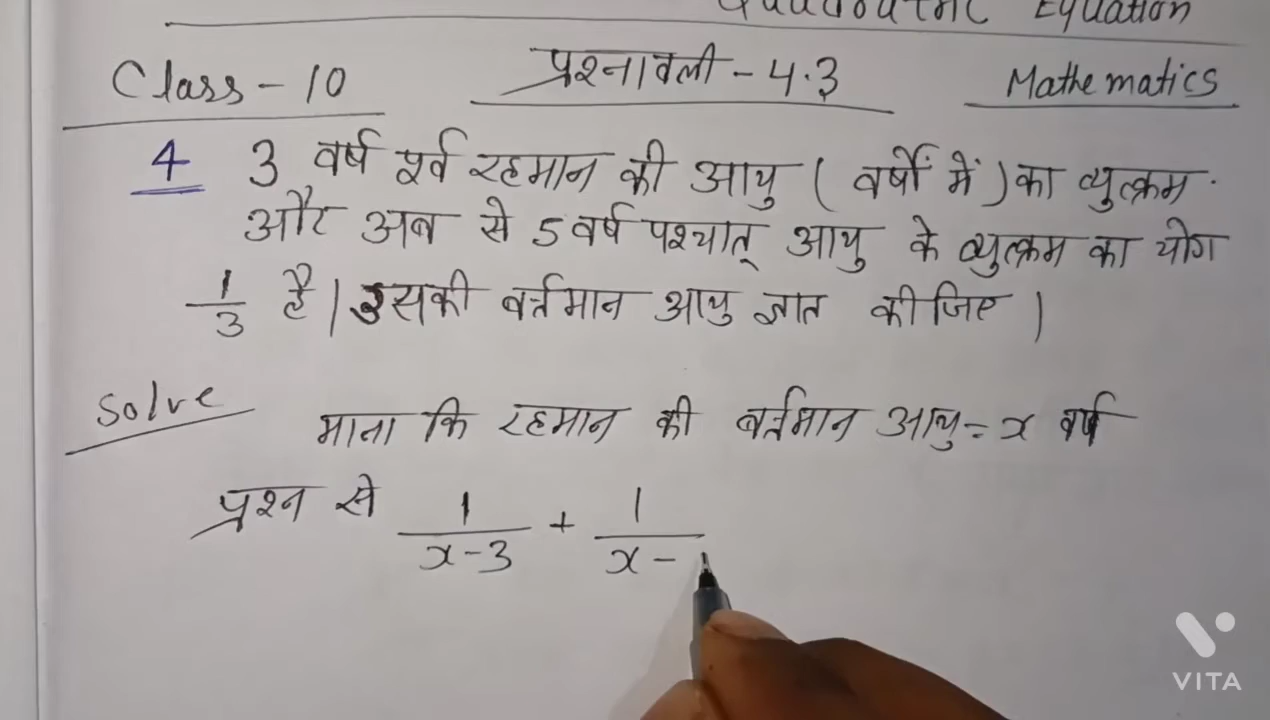 Quadratic Equation
Class - 10 प्रश्नावली - 4.3 Mathematics
4 3 वर्ष पूर्व रहमान की आयु ( वर्षों में ) का व्युत्क्रम
और अब से 5 वर्ष पश्चात् आयु के व्युत्क्रम का योग
1/3 है | इसकी वर्तमान आयु ज्ञात कीजिए |
Solve माना कि रहमान की वर्तमान आयु = x वर्ष
प्रश्न से 1/(x-3) + 1/(x-
VITA